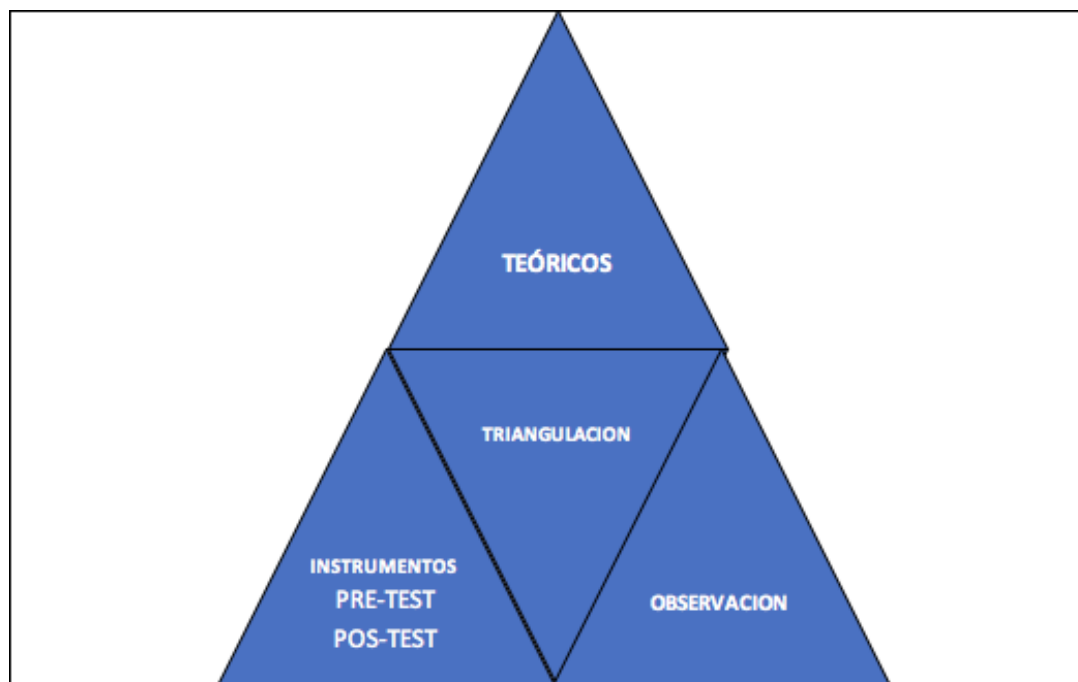 TEÓRICOS
TRIANGULACION
INSTRUMENTOS
PRE-TEST
POS-TEST
OBSERVACION